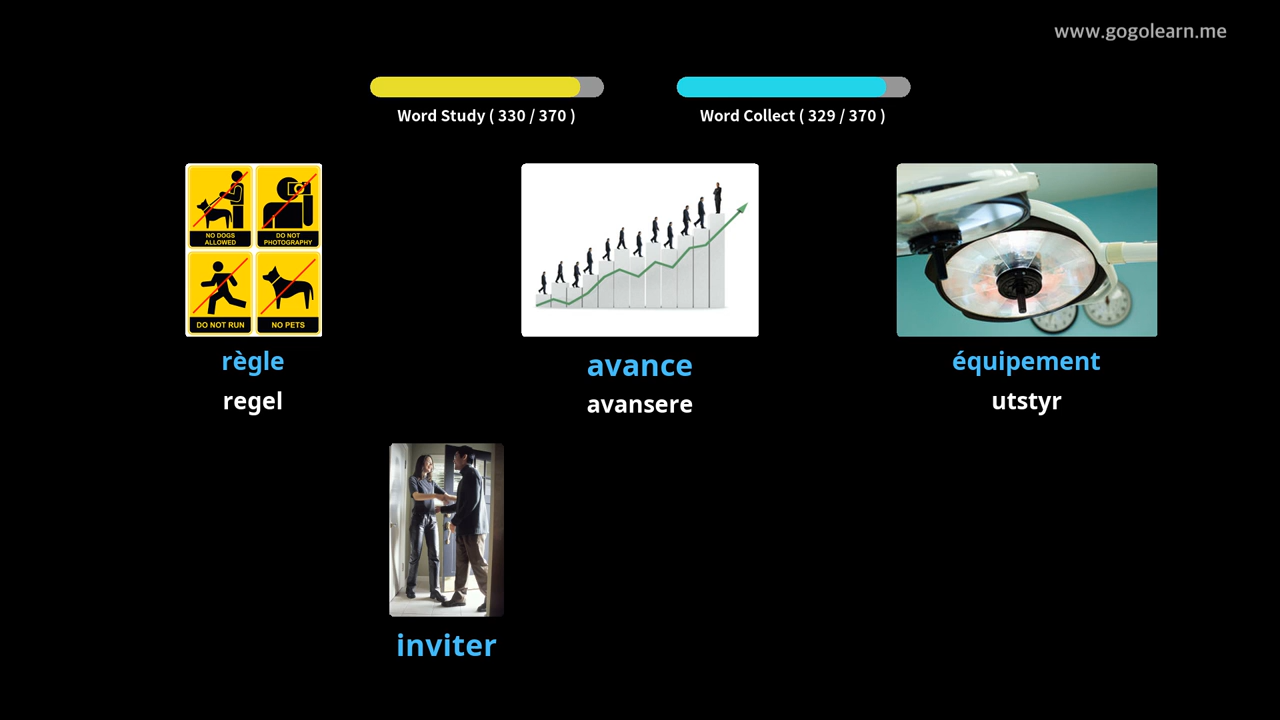 www.gogolearn.me
Word Study ( 330 / 370 )
Word Collect ( 329 / 370 )
NO DOGS
ALLOWED
DO NOT
PHOTOGRAPHY
DO NOT RUN
NO PETS
règle
avance
équipement
regel
avansere
utstyr
inviter